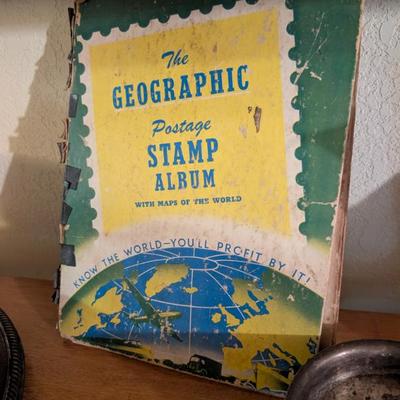 The
GEOGRAPHIC
Postage
STAMP
ALBUM
WITH MAPS OF THE WORLD
KNOW THE WORLD—YOU'LL PROFIT BY IT!